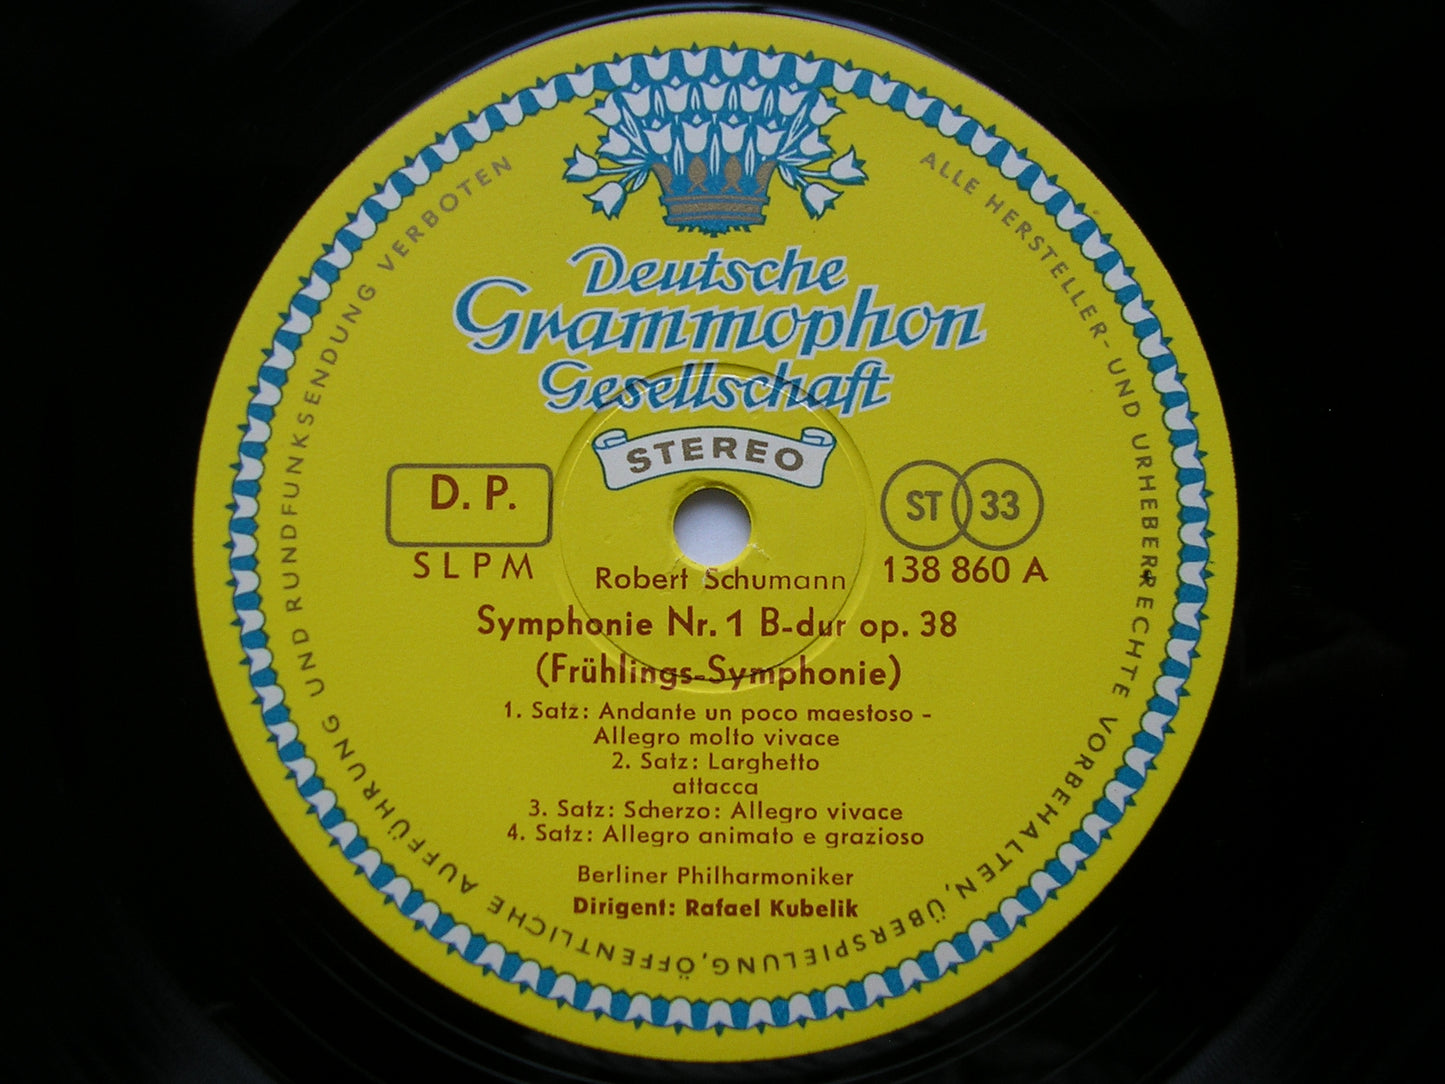 Deutsche
Grammophon
Gesellschaft
STEREO
D. P.
SLPM
ST 33
138 860 A
Robert Schumann
Symphonie Nr. 1 B-dur op. 38
(Frühlings-Symphonie)
1. Satz: Andante un poco maestoso -
Allegro molto vivace
2. Satz: Larghetto
attacca
3. Satz: Scherzo: Allegro vivace
4. Satz: Allegro animato e grazioso
Berliner Philharmoniker
Dirigent: Rafael Kubelik
ALLE HERSTELLER- UND URHEBERRECHTE VORBEHALTEN, ÜBERSPIELUNG, ÖFFENTLICHE AUFFÜHRUNG UND RUNDFUNKSENDUNG VERBOTEN